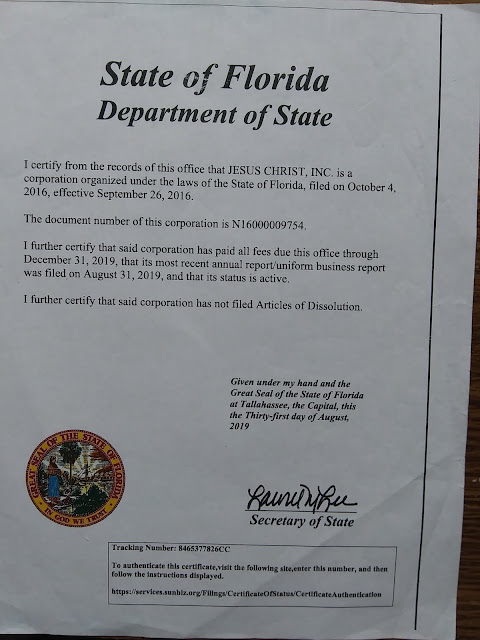 State of Florida
Department of State
I certify from the records of this office that JESUS CHRIST, INC. is a
corporation organized under the laws of the State of Florida, filed on October 4,
2016, effective September 26, 2016.
The document number of this corporation is N16000009754.
I further certify that said corporation has paid all fees due this office through
December 31, 2019, that its most recent annual report/uniform business report
was filed on August 31, 2019, and that its status is active.
I further certify that said corporation has not filed Articles of Dissolution.
Given under my hand and the
Great Seal of the State of Florida
at Tallahassee, the Capital, this
the Thirty-first day of August,
2019
GREAT SEAL OF THE STATE OF FLORIDA
IN GOD WE TRUST
Laurel M Lee
Secretary of State
Tracking Number: 8465377826CC
To authenticate this certificate,visit the following site,enter this number, and then
follow the instructions displayed.
https://services.sunbiz.org/Filings/CertificateOfStatus/CertificateAuthentication